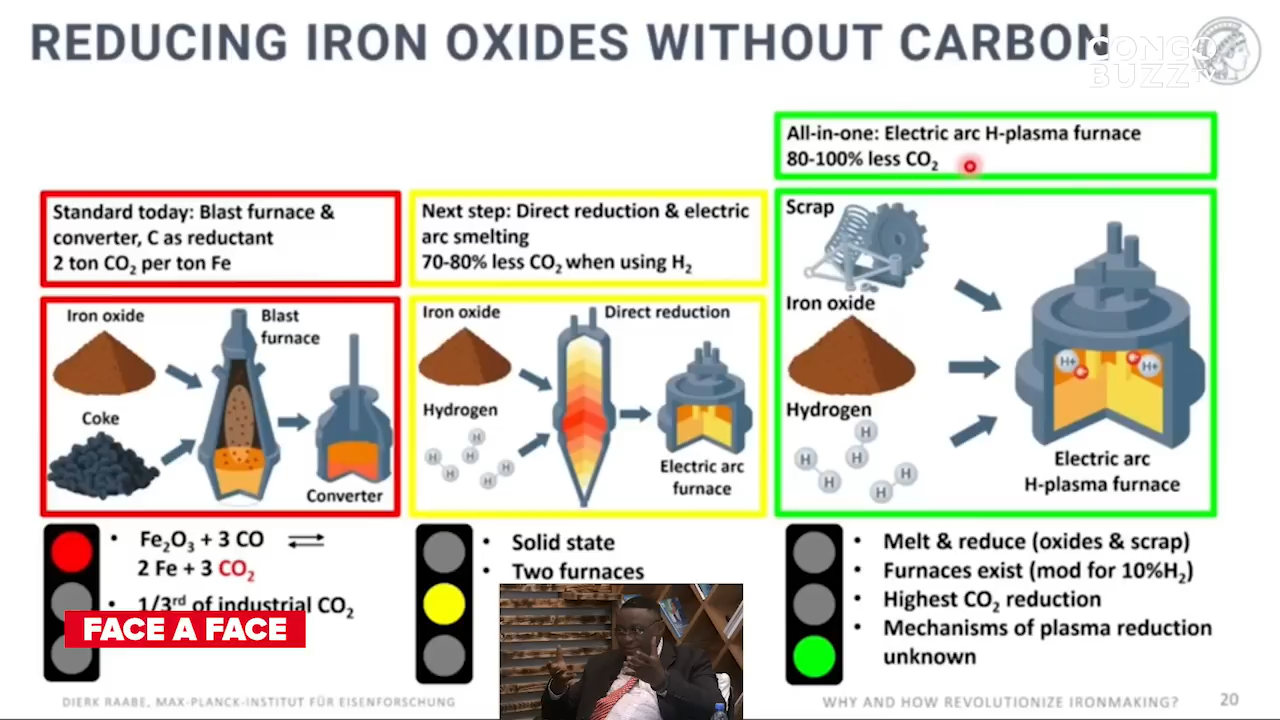 REDUCING IRON OXIDES WITHOUT CARBON
CONGO
BUZZ TV
All-in-one: Electric arc H-plasma furnace
80-100% less CO₂
Standard today: Blast furnace &
converter, C as reductant
2 ton CO₂ per ton Fe
Next step: Direct reduction & electric
arc smelting
70-80% less CO₂ when using H₂
Iron oxide
Blast
furnace
Coke
Converter
Iron oxide
Direct reduction
Hydrogen
H
H
H
H
H
H
Electric arc
furnace
Scrap
Iron oxide
Hydrogen
H
H
H
H
H
H
H+
e-
e-
H+
Electric arc
H-plasma furnace
• Fe₂O₃ + 3 CO ⇌
2 Fe + 3 CO₂
• 1/3rd of industrial CO₂
FACE A FACE
• Solid state
• Two furnaces
• Melt & reduce (oxides & scrap)
• Furnaces exist (mod for 10%H₂)
• Highest CO₂ reduction
• Mechanisms of plasma reduction
unknown
DIERK RAABE, MAX-PLANCK-INSTITUT FÜR EISENFORSCHUNG
WHY AND HOW REVOLUTIONIZE IRONMAKING?
20